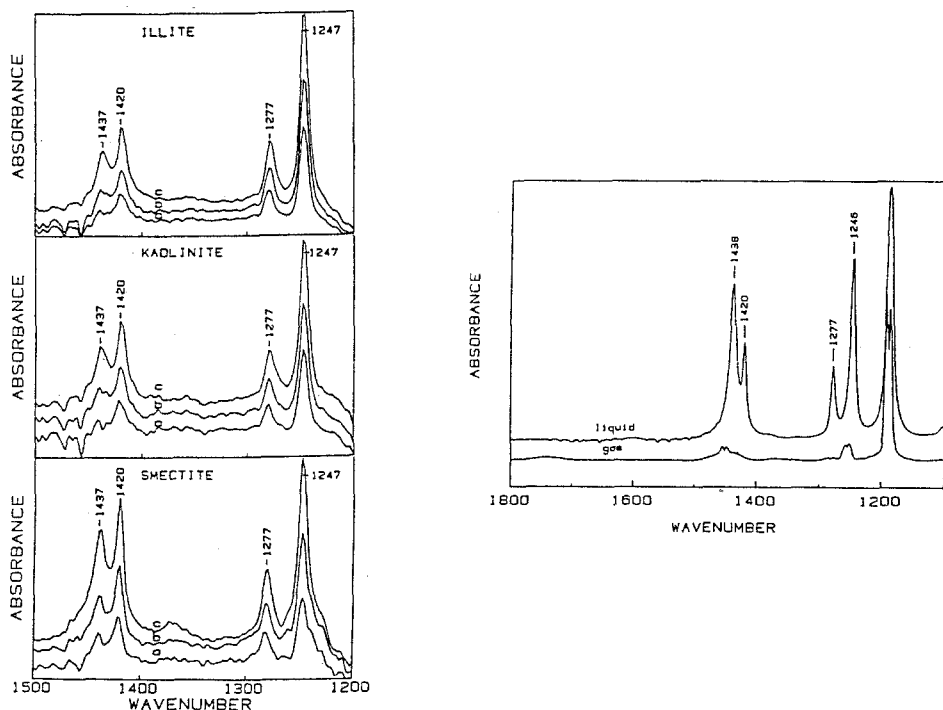 ILLITE
-1247
-1437
-1420
-1277
ABSORBANCE
KAOLINITE
-1247
-1437
-1420
-1277
ABSORBANCE
SMECTITE
-1247
-1437
-1420
-1277
ABSORBANCE
1500 1400 1300 1200
WAVENUMBER
-1438
-1420
-1277
-1246
ABSORBANCE
liquid
gas
1800 1600 1400 1200
WAVENUMBER